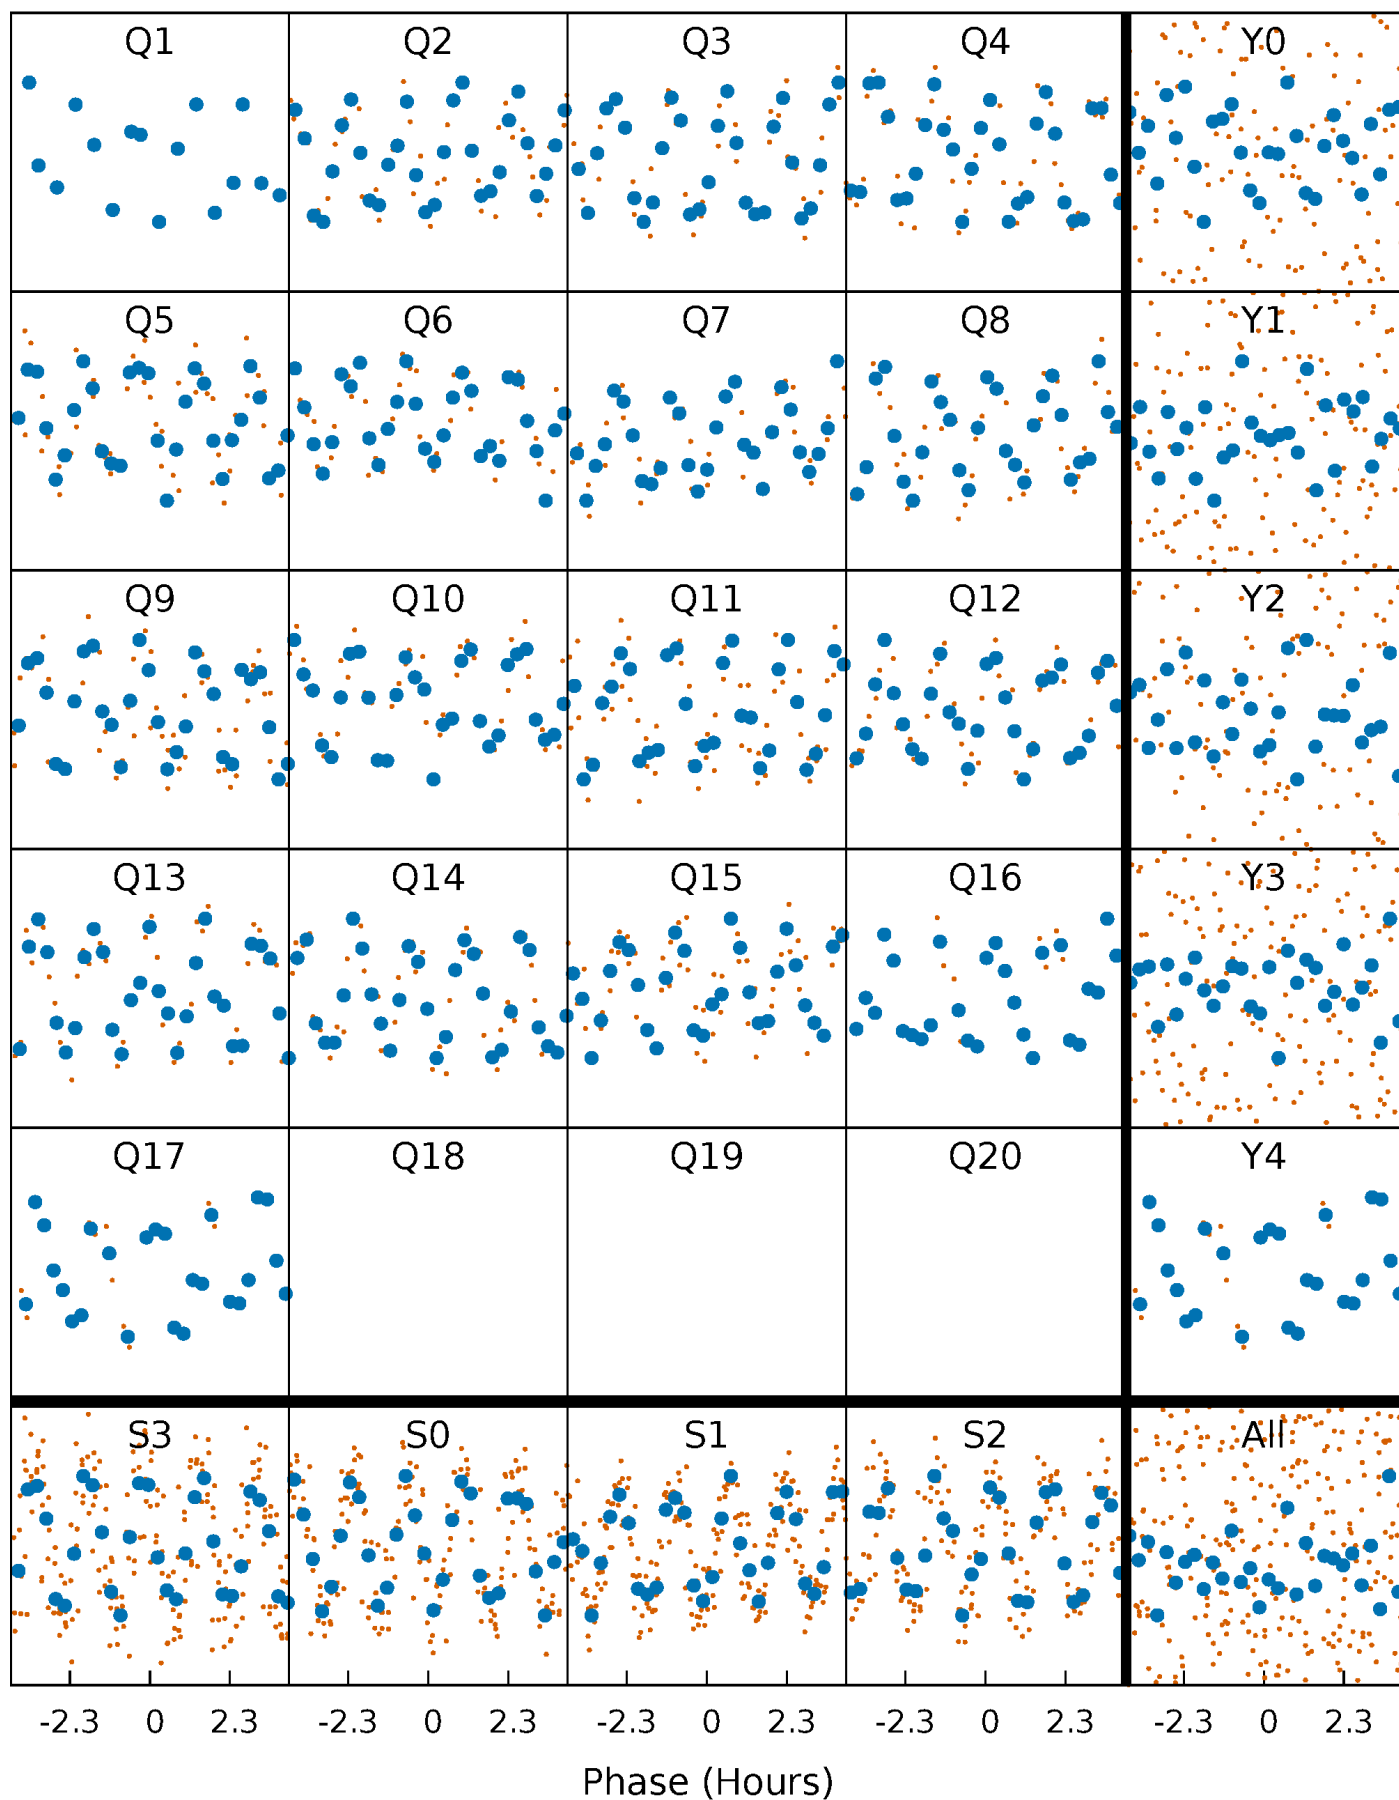 Q1 Q2 Q3 Q4 Y0
Q5 Q6 Q7 Q8 Y1
Q9 Q10 Q11 Q12 Y2
Q13 Q14 Q15 Q16 Y3
Q17 Q18 Q19 Q20 Y4
S3 S0 S1 S2 All
-2.3 0 2.3 -2.3 0 2.3 -2.3 0 2.3 -2.3 0 2.3 -2.3 0 2.3
Phase (Hours)